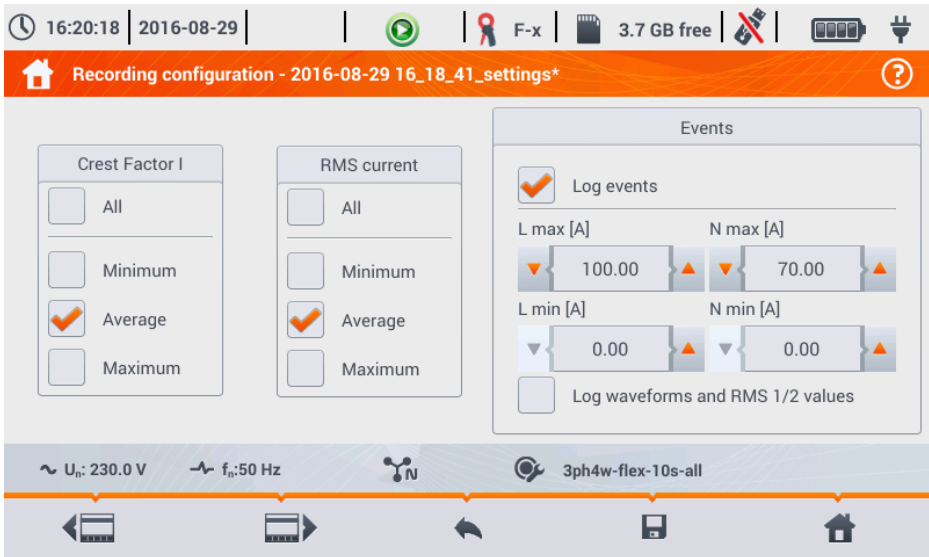 16:20:18 2016-08-29 F-x 3.7 GB free
Recording configuration - 2016-08-29 16_18_41_settings* ?
Crest Factor I
All
Minimum
Average
Maximum
RMS current
All
Minimum
Average
Maximum
Events
Log events
L max [A] N max [A]
100.00 70.00
L min [A] N min [A]
0.00 0.00
Log waveforms and RMS 1/2 values
Un: 230.0 V fn:50 Hz N 3ph4w-flex-10s-all